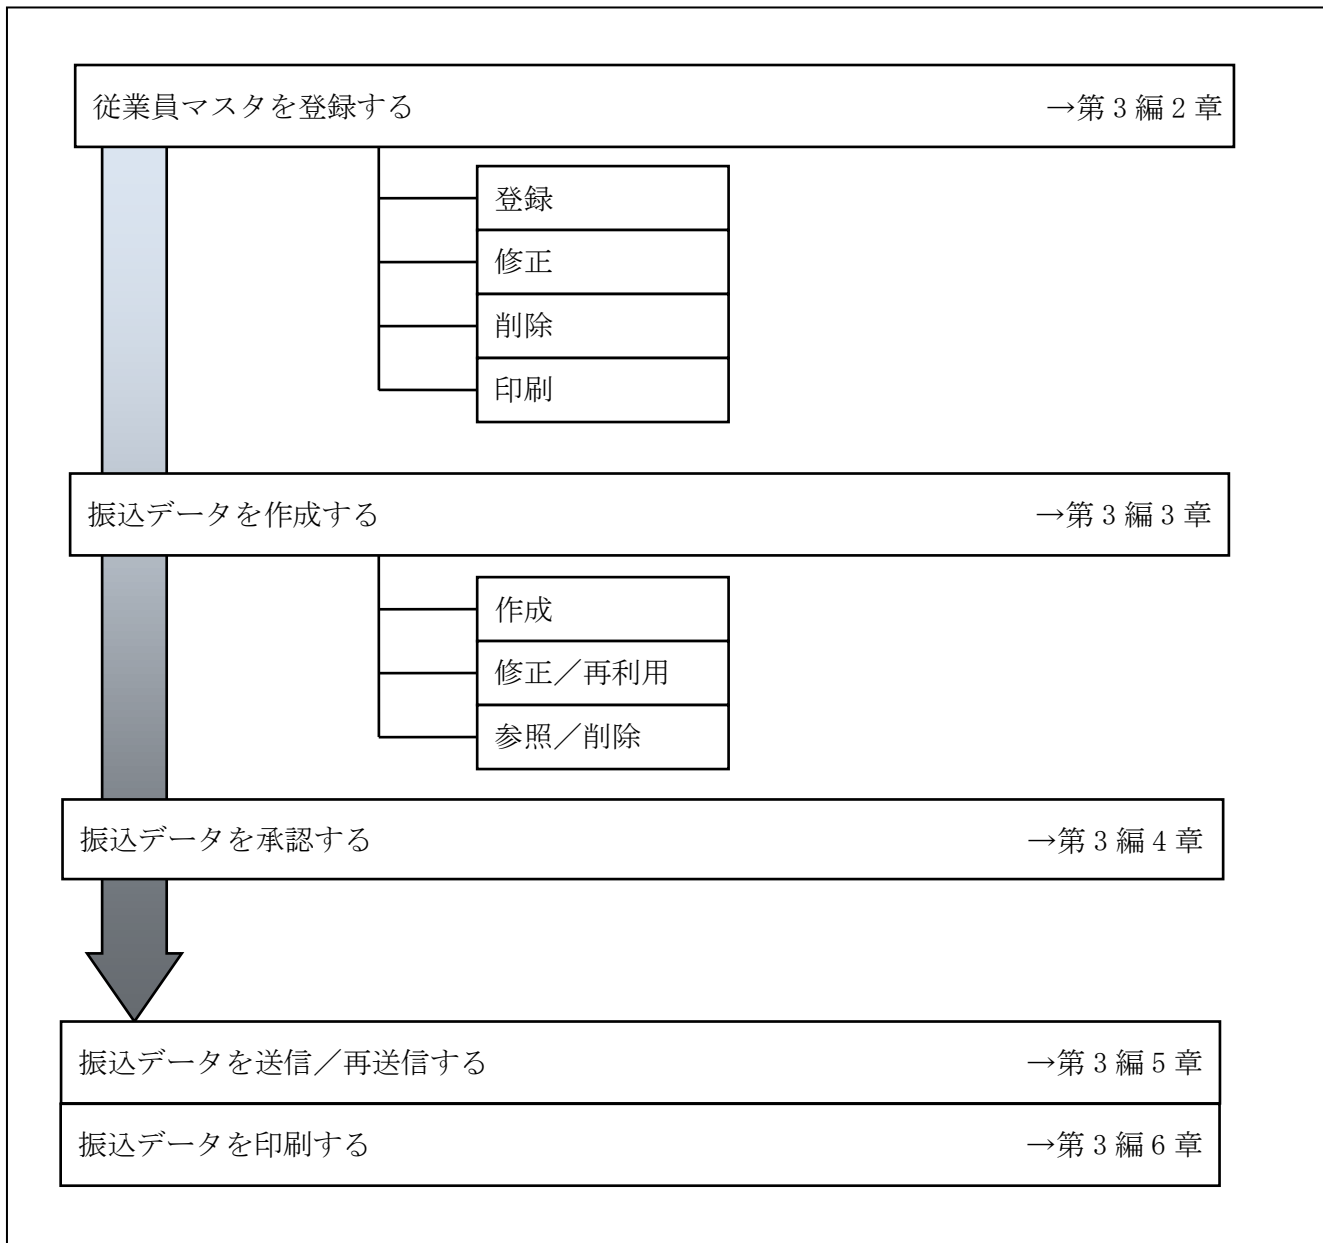 従業員マスタを登録する →第3編2章
登録
修正
削除
印刷
振込データを作成する →第3編3章
作成
修正／再利用
参照／削除
振込データを承認する →第3編4章
振込データを送信／再送信する →第3編5章
振込データを印刷する →第3編6章